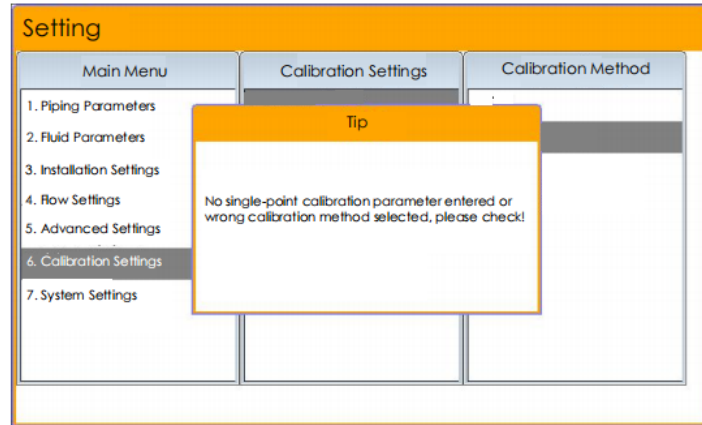 Setting
Main Menu
Calibration Settings
Calibration Method
1. Piping Parameters
2. Fluid Parameters
3. Installation Settings
4. Flow Settings
5. Advanced Settings
6. Calibration Settings
7. System Settings
Tip
No single-point calibration parameter entered or
wrong calibration method selected, please check!